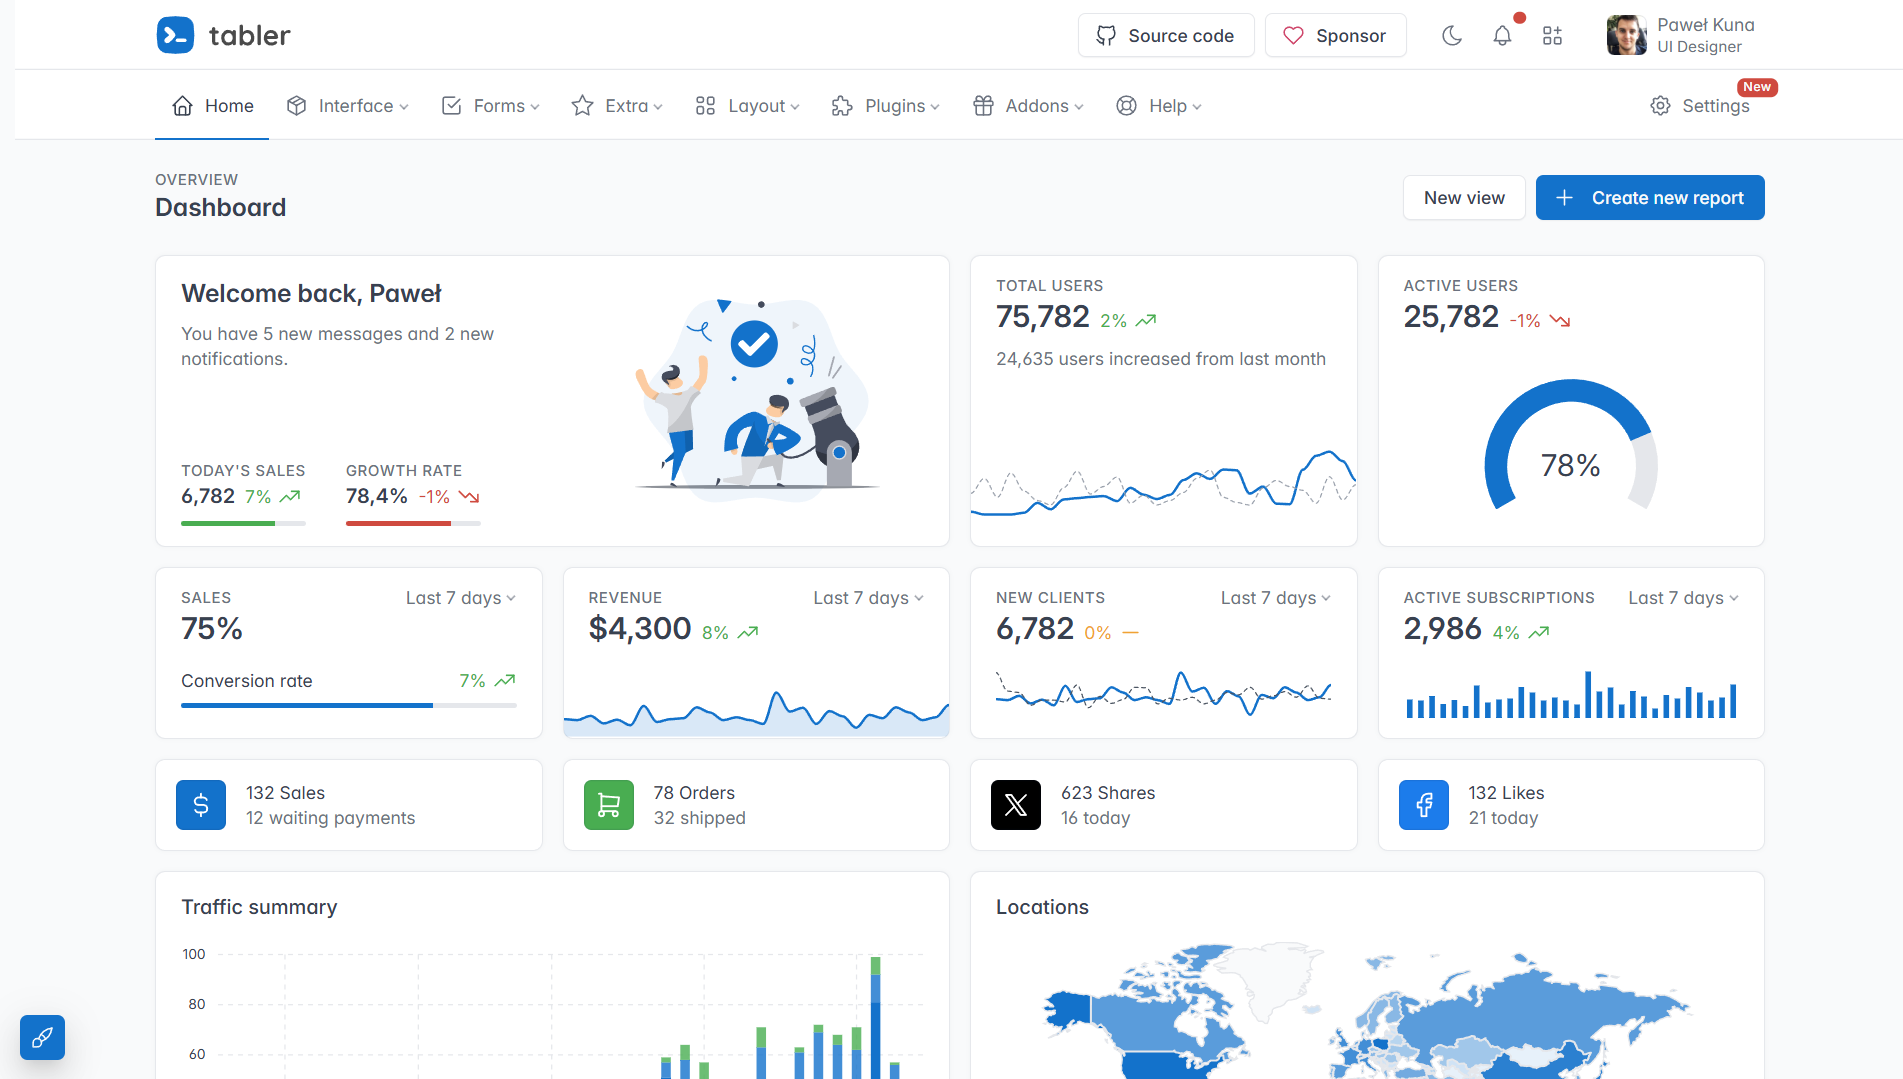 tabler
Source code
Sponsor
Paweł Kuna
UI Designer
Home
Interface
Forms
Extra
Layout
Plugins
Addons
Help
Settings
New
OVERVIEW
Dashboard
New view
Create new report
Welcome back, Paweł
You have 5 new messages and 2 new
notifications.
TODAY'S SALES
6,782 7%
GROWTH RATE
78,4% -1%
TOTAL USERS
75,782 2%
24,635 users increased from last month
ACTIVE USERS
25,782 -1%
78%
SALES
Last 7 days
75%
Conversion rate
7%
REVENUE
Last 7 days
$4,300 8%
NEW CLIENTS
Last 7 days
6,782 0%
ACTIVE SUBSCRIPTIONS
Last 7 days
2,986 4%
132 Sales
12 waiting payments
78 Orders
32 shipped
623 Shares
16 today
132 Likes
21 today
Traffic summary
100
80
60
Locations